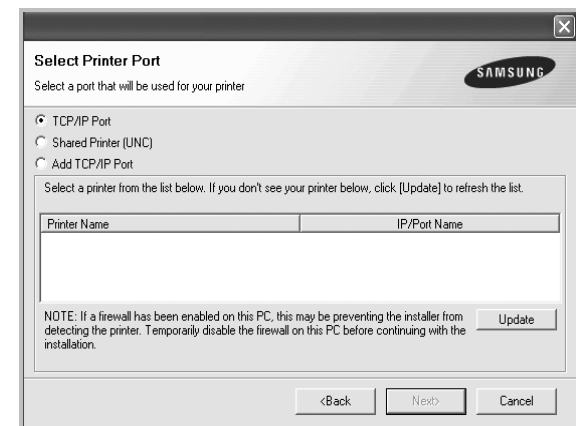 Select Printer Port
Select a port that will be used for your printer
SAMSUNG
TCP/IP Port
Shared Printer (UNC)
Add TCP/IP Port
Select a printer from the list below. If you don't see your printer below, click [Update] to refresh the list.
Printer Name IP/Port Name
NOTE: If a firewall has been enabled on this PC, this may be preventing the installer from
detecting the printer. Temporarily disable the firewall on this PC before continuing with the
installation.
Update
<Back Next> Cancel